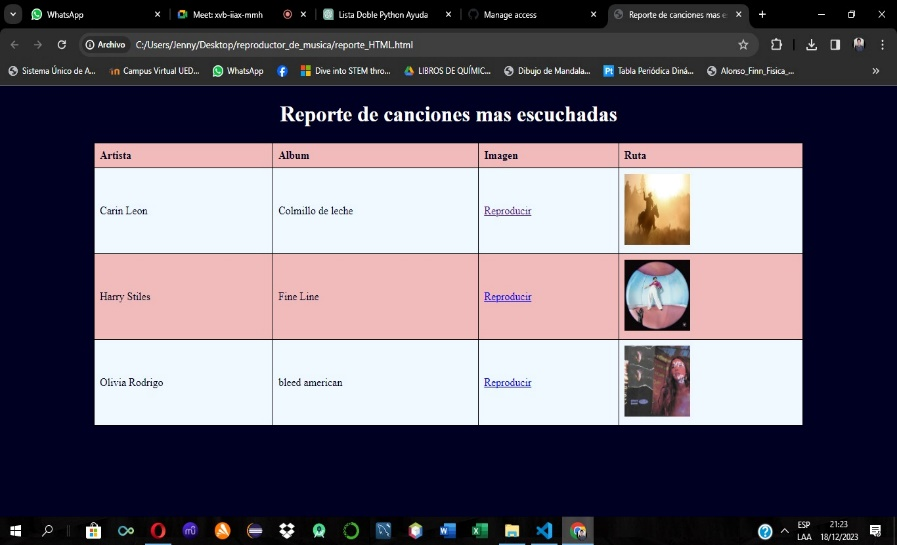 WhatsApp
Meet: xvb-iiax-mmh
Lista Doble Python Ayuda
Manage access
Reporte de canciones mas es
Archivo C:/Users/Jenny/Desktop/reproductor_de_musica/reporte_HTML.html
Sistema Único de A... Campus Virtual UED... WhatsApp Dive into STEM thro... LIBROS DE QUÍMIC... Dibujo de Mandala... Tabla Periódica Diná... Alonso_Finn_Fisica_...
Reporte de canciones mas escuchadas
Artista Album Imagen Ruta
Carin Leon Colmillo de leche Reproducir
Harry Stiles Fine Line Reproducir
Olivia Rodrigo bleed american Reproducir
ESP 21:23
LAA 18/12/2023